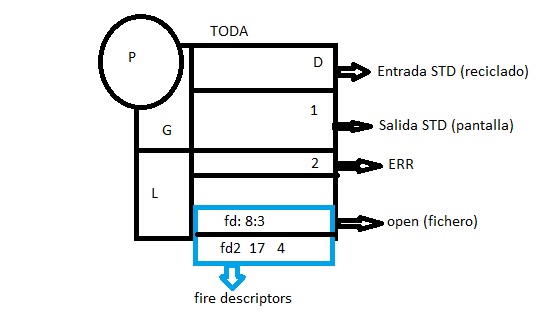 TODA
P
D
Entrada STD (reciclado)
1
Salida STD (pantalla)
G
2
ERR
L
fd: 8:3
open (fichero)
fd2 17 4
fire descriptors